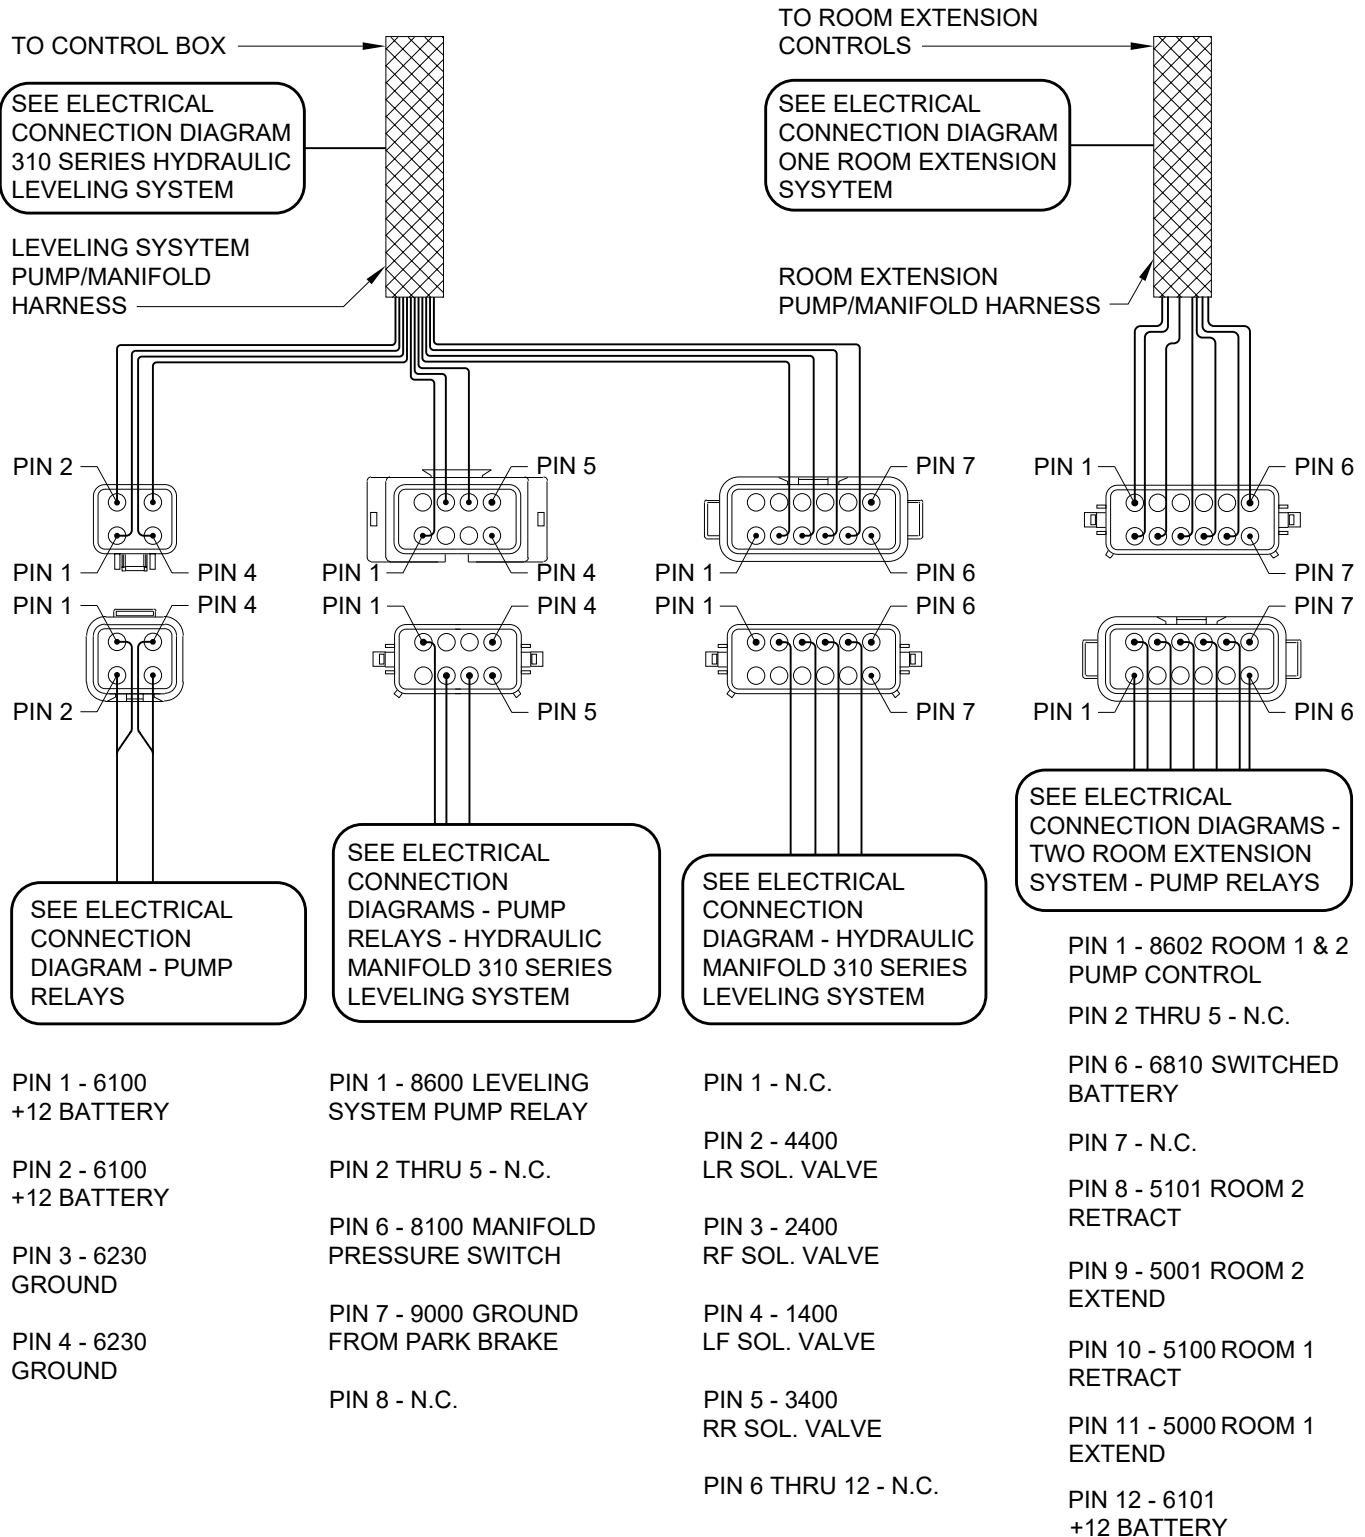 TO CONTROL BOX
SEE ELECTRICAL
CONNECTION DIAGRAM
310 SERIES HYDRAULIC
LEVELING SYSTEM
LEVELING SYSYTEM
PUMP/MANIFOLD
HARNESS
TO ROOM EXTENSION
CONTROLS
SEE ELECTRICAL
CONNECTION DIAGRAM
ONE ROOM EXTENSION
SYSYTEM
ROOM EXTENSION
PUMP/MANIFOLD HARNESS
PIN 2
PIN 5
PIN 7
PIN 1
PIN 6
PIN 1
PIN 4
PIN 1
PIN 4
PIN 1
PIN 6
PIN 7
PIN 1
PIN 4
PIN 1
PIN 4
PIN 1
PIN 6
PIN 7
PIN 2
PIN 5
PIN 7
PIN 1
PIN 6
SEE ELECTRICAL
CONNECTION
DIAGRAM - PUMP
RELAYS
SEE ELECTRICAL
CONNECTION
DIAGRAMS - PUMP
RELAYS - HYDRAULIC
MANIFOLD 310 SERIES
LEVELING SYSTEM
SEE ELECTRICAL
CONNECTION
DIAGRAM - HYDRAULIC
MANIFOLD 310 SERIES
LEVELING SYSTEM
SEE ELECTRICAL
CONNECTION DIAGRAMS -
TWO ROOM EXTENSION
SYSTEM - PUMP RELAYS
PIN 1 - 6100
+12 BATTERY
PIN 2 - 6100
+12 BATTERY
PIN 3 - 6230
GROUND
PIN 4 - 6230
GROUND
PIN 1 - 8600 LEVELING
SYSTEM PUMP RELAY
PIN 2 THRU 5 - N.C.
PIN 6 - 8100 MANIFOLD
PRESSURE SWITCH
PIN 7 - 9000 GROUND
FROM PARK BRAKE
PIN 8 - N.C.
PIN 1 - N.C.
PIN 2 - 4400
LR SOL. VALVE
PIN 3 - 2400
RF SOL. VALVE
PIN 4 - 1400
LF SOL. VALVE
PIN 5 - 3400
RR SOL. VALVE
PIN 6 THRU 12 - N.C.
PIN 1 - 8602 ROOM 1 & 2
PUMP CONTROL
PIN 2 THRU 5 - N.C.
PIN 6 - 6810 SWITCHED
BATTERY
PIN 7 - N.C.
PIN 8 - 5101 ROOM 2
RETRACT
PIN 9 - 5001 ROOM 2
EXTEND
PIN 10 - 5100 ROOM 1
RETRACT
PIN 11 - 5000 ROOM 1
EXTEND
PIN 12 - 6101
+12 BATTERY